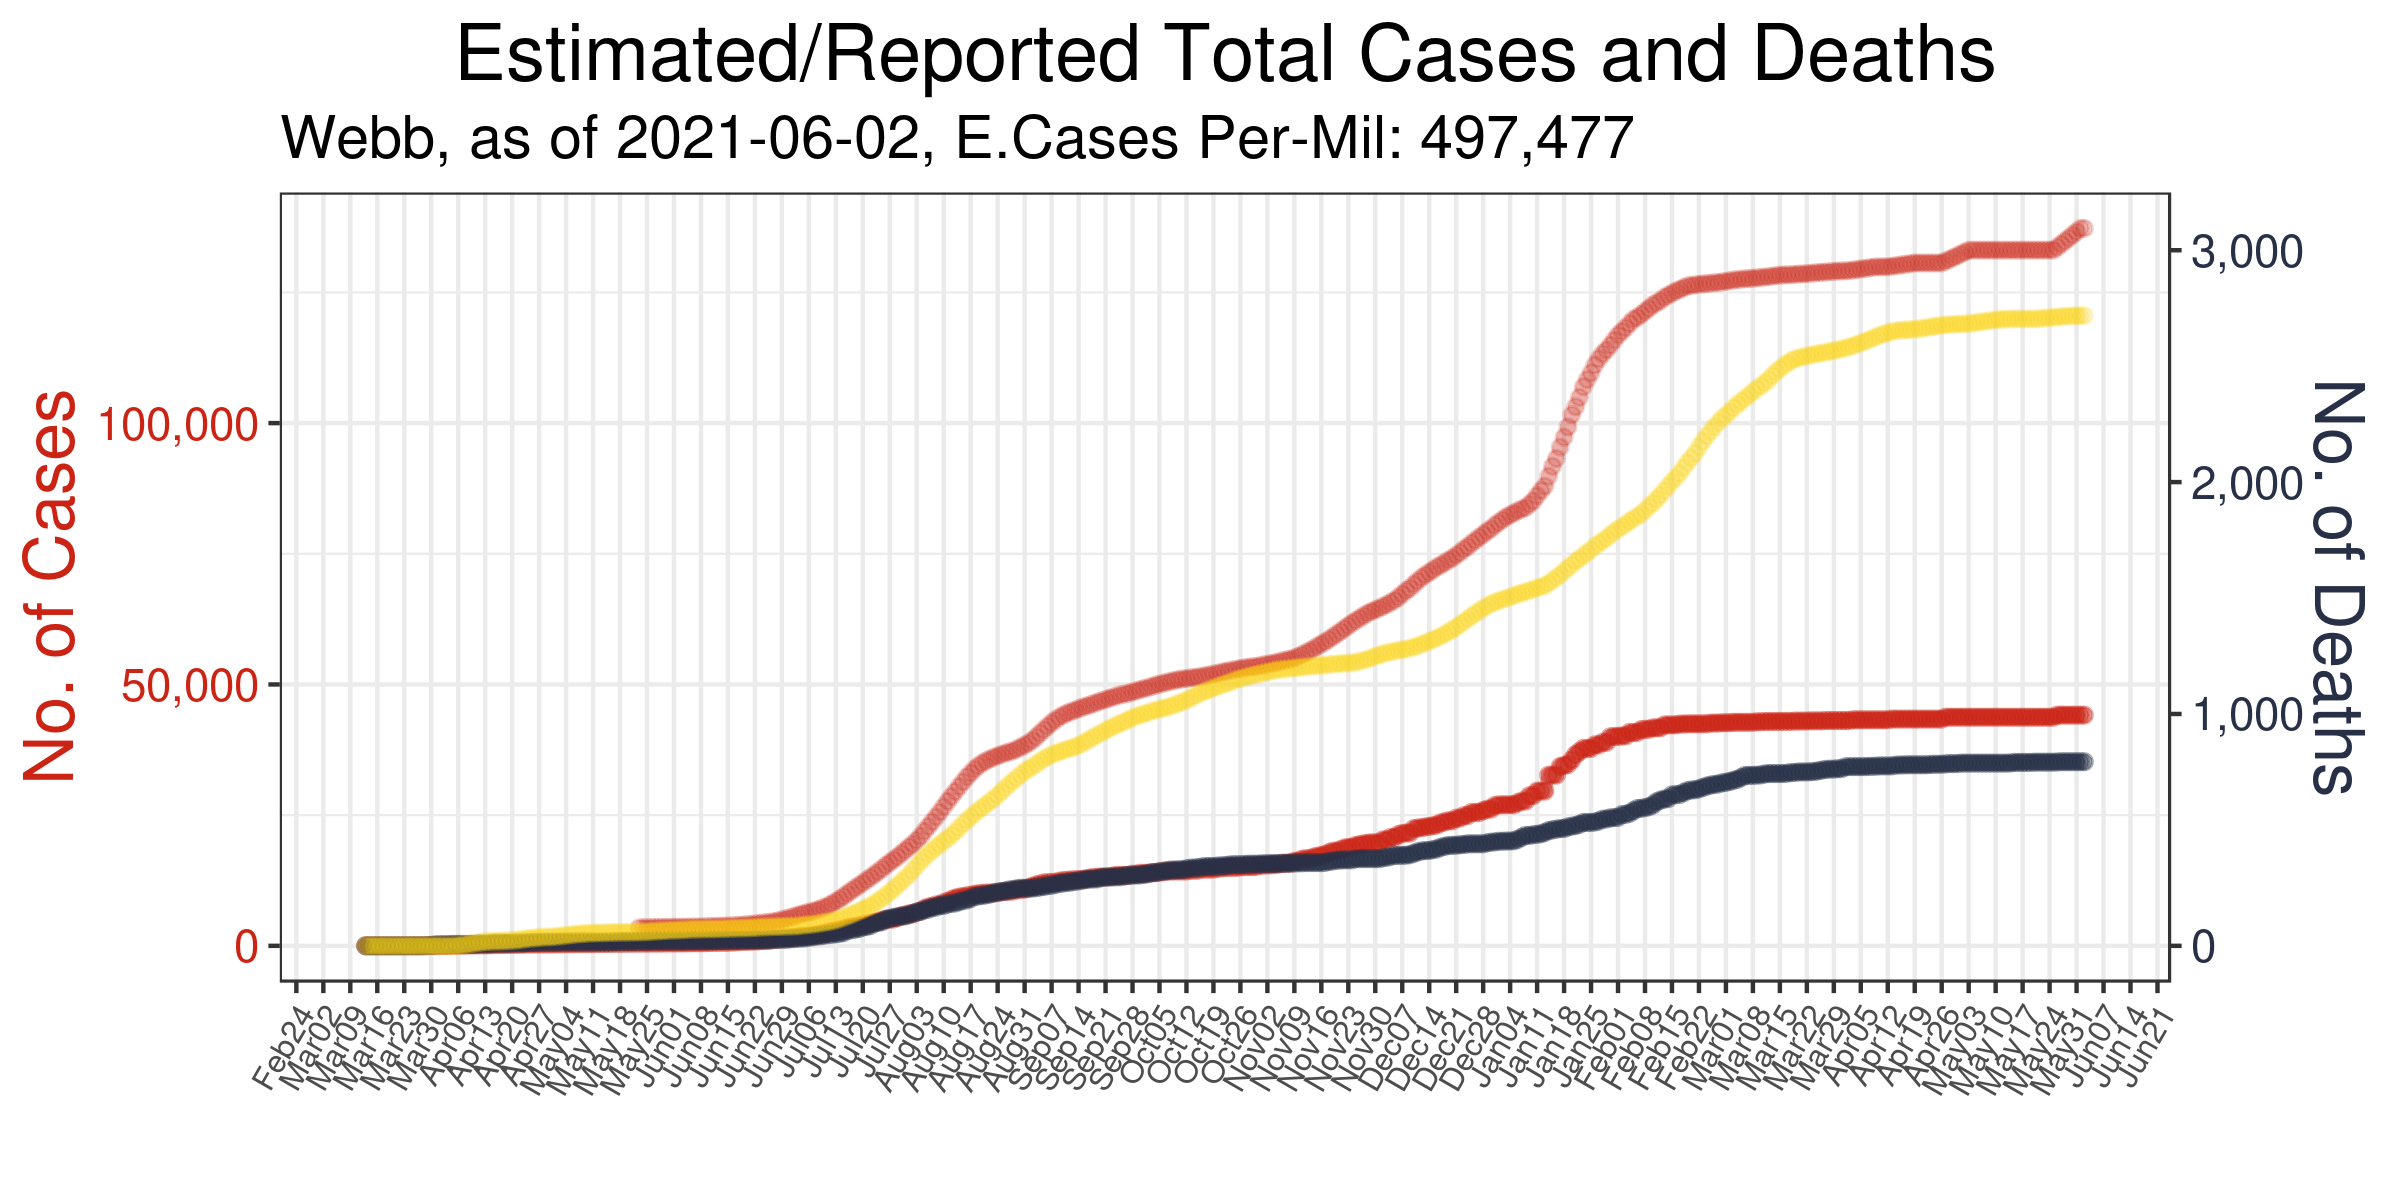 Estimated/Reported Total Cases and Deaths
Webb, as of 2021-06-02, E.Cases Per-Mil: 497,477
No. of Cases
100,000
50,000
0
3,000
2,000
1,000
0
No. of Deaths
Feb24
Mar02
Mar09
Mar16
Mar23
Mar30
Apr06
Apr13
Apr20
Apr27
May04
May11
May18
May25
Jun01
Jun08
Jun15
Jun22
Jun29
Jul06
Jul13
Jul20
Jul27
Aug03
Aug10
Aug17
Aug24
Aug31
Sep07
Sep14
Sep21
Sep28
Oct05
Oct12
Oct19
Oct26
Nov02
Nov09
Nov16
Nov23
Nov30
Dec07
Dec14
Dec21
Dec28
Jan04
Jan11
Jan18
Jan25
Feb01
Feb08
Feb15
Feb22
Mar01
Mar08
Mar15
Mar22
Mar29
Apr05
Apr12
Apr19
Apr26
May03
May10
May17
May24
May31
Jun07
Jun14
Jun21